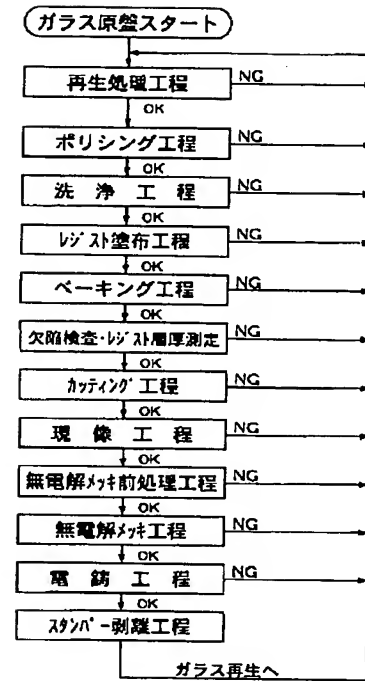 ガラス原盤スタート
再生処理工程
NG
OK
ポリシング工程
NG
OK
洗 浄 工 程
NG
OK
レジスト塗布工程
NG
OK
ベーキング工程
NG
OK
欠陥検査・レジスト層厚測定
NG
OK
カッティング工程
NG
OK
現 像 工 程
NG
OK
無電解メッキ前処理工程
NG
OK
無電解メッキ工程
NG
OK
電 鋳 工 程
NG
OK
スタンパー剥離工程
ガラス再生へ